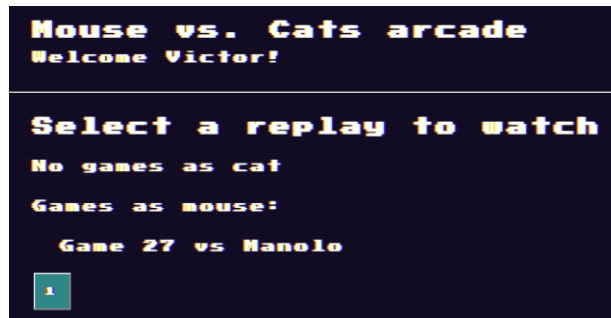 Mouse vs. Cats arcade
Welcome Victor!
Select a replay to watch
No games as cat
Games as mouse:
Game 27 vs Manolo
1